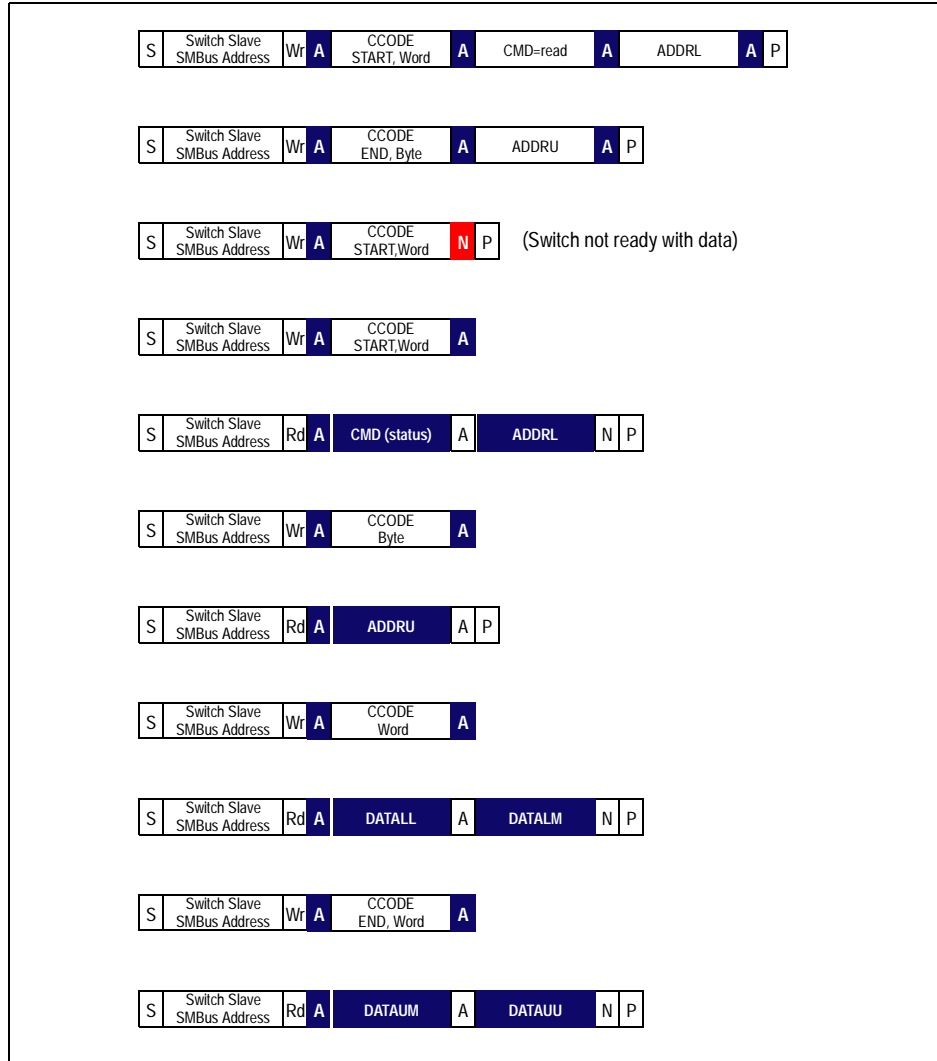 S Switch Slave SMBus Address Wr A CCODE START, Word A CMD=read A ADDRL A P
S Switch Slave SMBus Address Wr A CCODE END, Byte A ADDRU A P
S Switch Slave SMBus Address Wr A CCODE START,Word N P (Switch not ready with data)
S Switch Slave SMBus Address Wr A CCODE START,Word A
S Switch Slave SMBus Address Rd A CMD (status) A ADDRL N P
S Switch Slave SMBus Address Wr A CCODE Byte A
S Switch Slave SMBus Address Rd A ADDRU A P
S Switch Slave SMBus Address Wr A CCODE Word A
S Switch Slave SMBus Address Rd A DATALL A DATALM N P
S Switch Slave SMBus Address Wr A CCODE END, Word A
S Switch Slave SMBus Address Rd A DATAUM A DATAUU N P